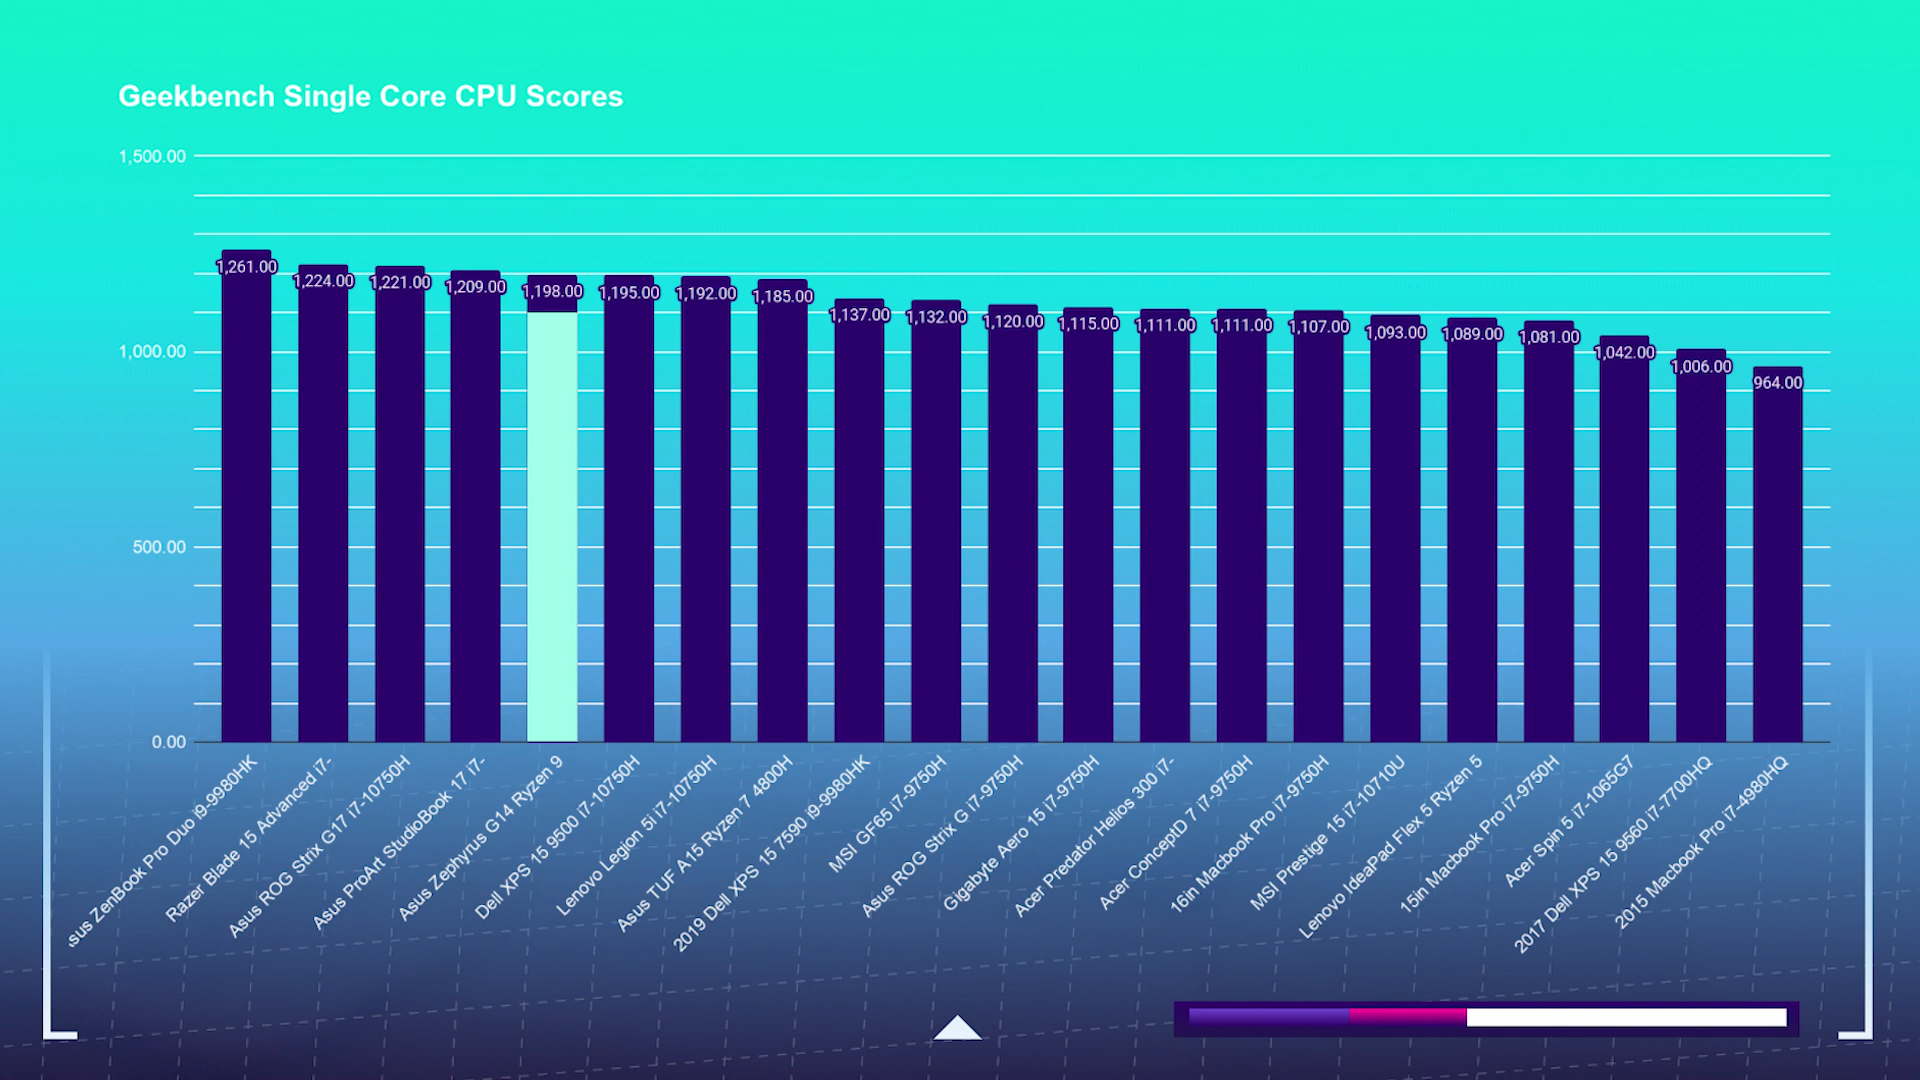 Geekbench Single Core CPU Scores
1,500.00
1,000.00
500.00
0.00
1,261.00
1,224.00
1,221.00
1,209.00
1,198.00
1,195.00
1,192.00
1,185.00
1,137.00
1,132.00
1,120.00
1,115.00
1,111.00
1,111.00
1,107.00
1,093.00
1,089.00
1,081.00
1,042.00
1,006.00
964.00
sus ZenBook Pro Duo i9-9980HK
Razer Blade 15 Advanced i7-
Asus ROG Strix G17 i7-10750H
Asus ProArt StudioBook 17 i7-
Asus Zephyrus G14 Ryzen 9
Dell XPS 15 9500 i7-10750H
Lenovo Legion 5i i7-10750H
Asus TUF A15 Ryzen 7 4800H
2019 Dell XPS 15 7590 i9-9980HK
MSI GF65 i7-9750H
Asus ROG Strix G i7-9750H
Gigabyte Aero 15 i7-9750H
Acer Predator Helios 300 i7-
Acer ConceptD 7 i7-9750H
16in Macbook Pro i7-9750H
MSI Prestige 15 i7-10710U
Lenovo IdeaPad Flex 5 Ryzen 5
15in Macbook Pro i7-9750H
Acer Spin 5 i7-1065G7
2017 Dell XPS 15 9560 i7-7700HQ
2015 Macbook Pro i7-4980HQ